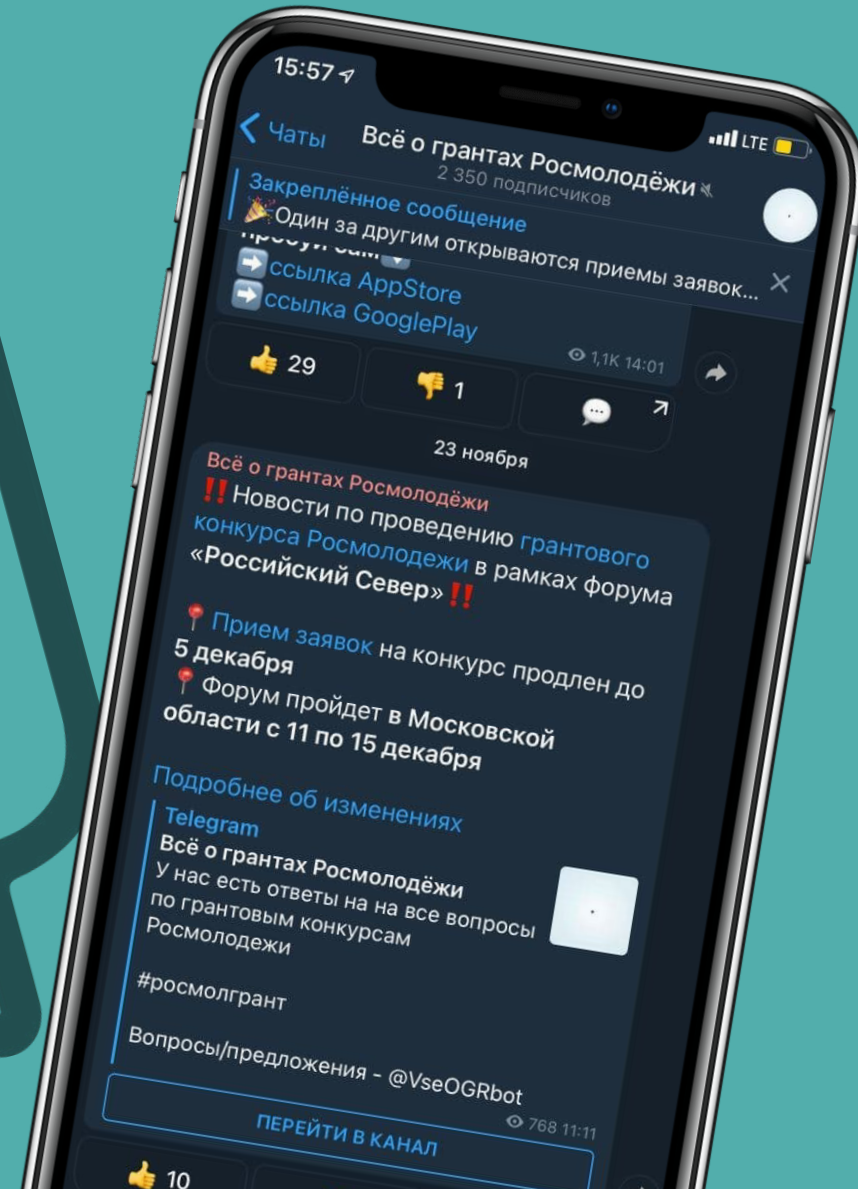 15:57
LTE
Чаты
Всё о грантах Росмолодёжи
2 350 подписчиков
Закреплённое сообщение
🎉Один за другим открываются приемы заявок...
➡️ссылка AppStore
➡️ссылка GooglePlay
1,1K 14:01
👍 29
👎 1
23 ноября
Всё о грантах Росмолодёжи
‼️Новости по проведению грантового
конкурса Росмолодежи в рамках форума
«Российский Север»‼️
📍Прием заявок на конкурс продлен до
5 декабря
📍Форум пройдет в Московской
области с 11 по 15 декабря
Подробнее об изменениях
Telegram
Всё о грантах Росмолодёжи
У нас есть ответы на на все вопросы
по грантовым конкурсам
Росмолодежи
#росмолгрант
Вопросы/предложения - @VseOGRbot
768 11:11
ПЕРЕЙТИ В КАНАЛ
👍 10